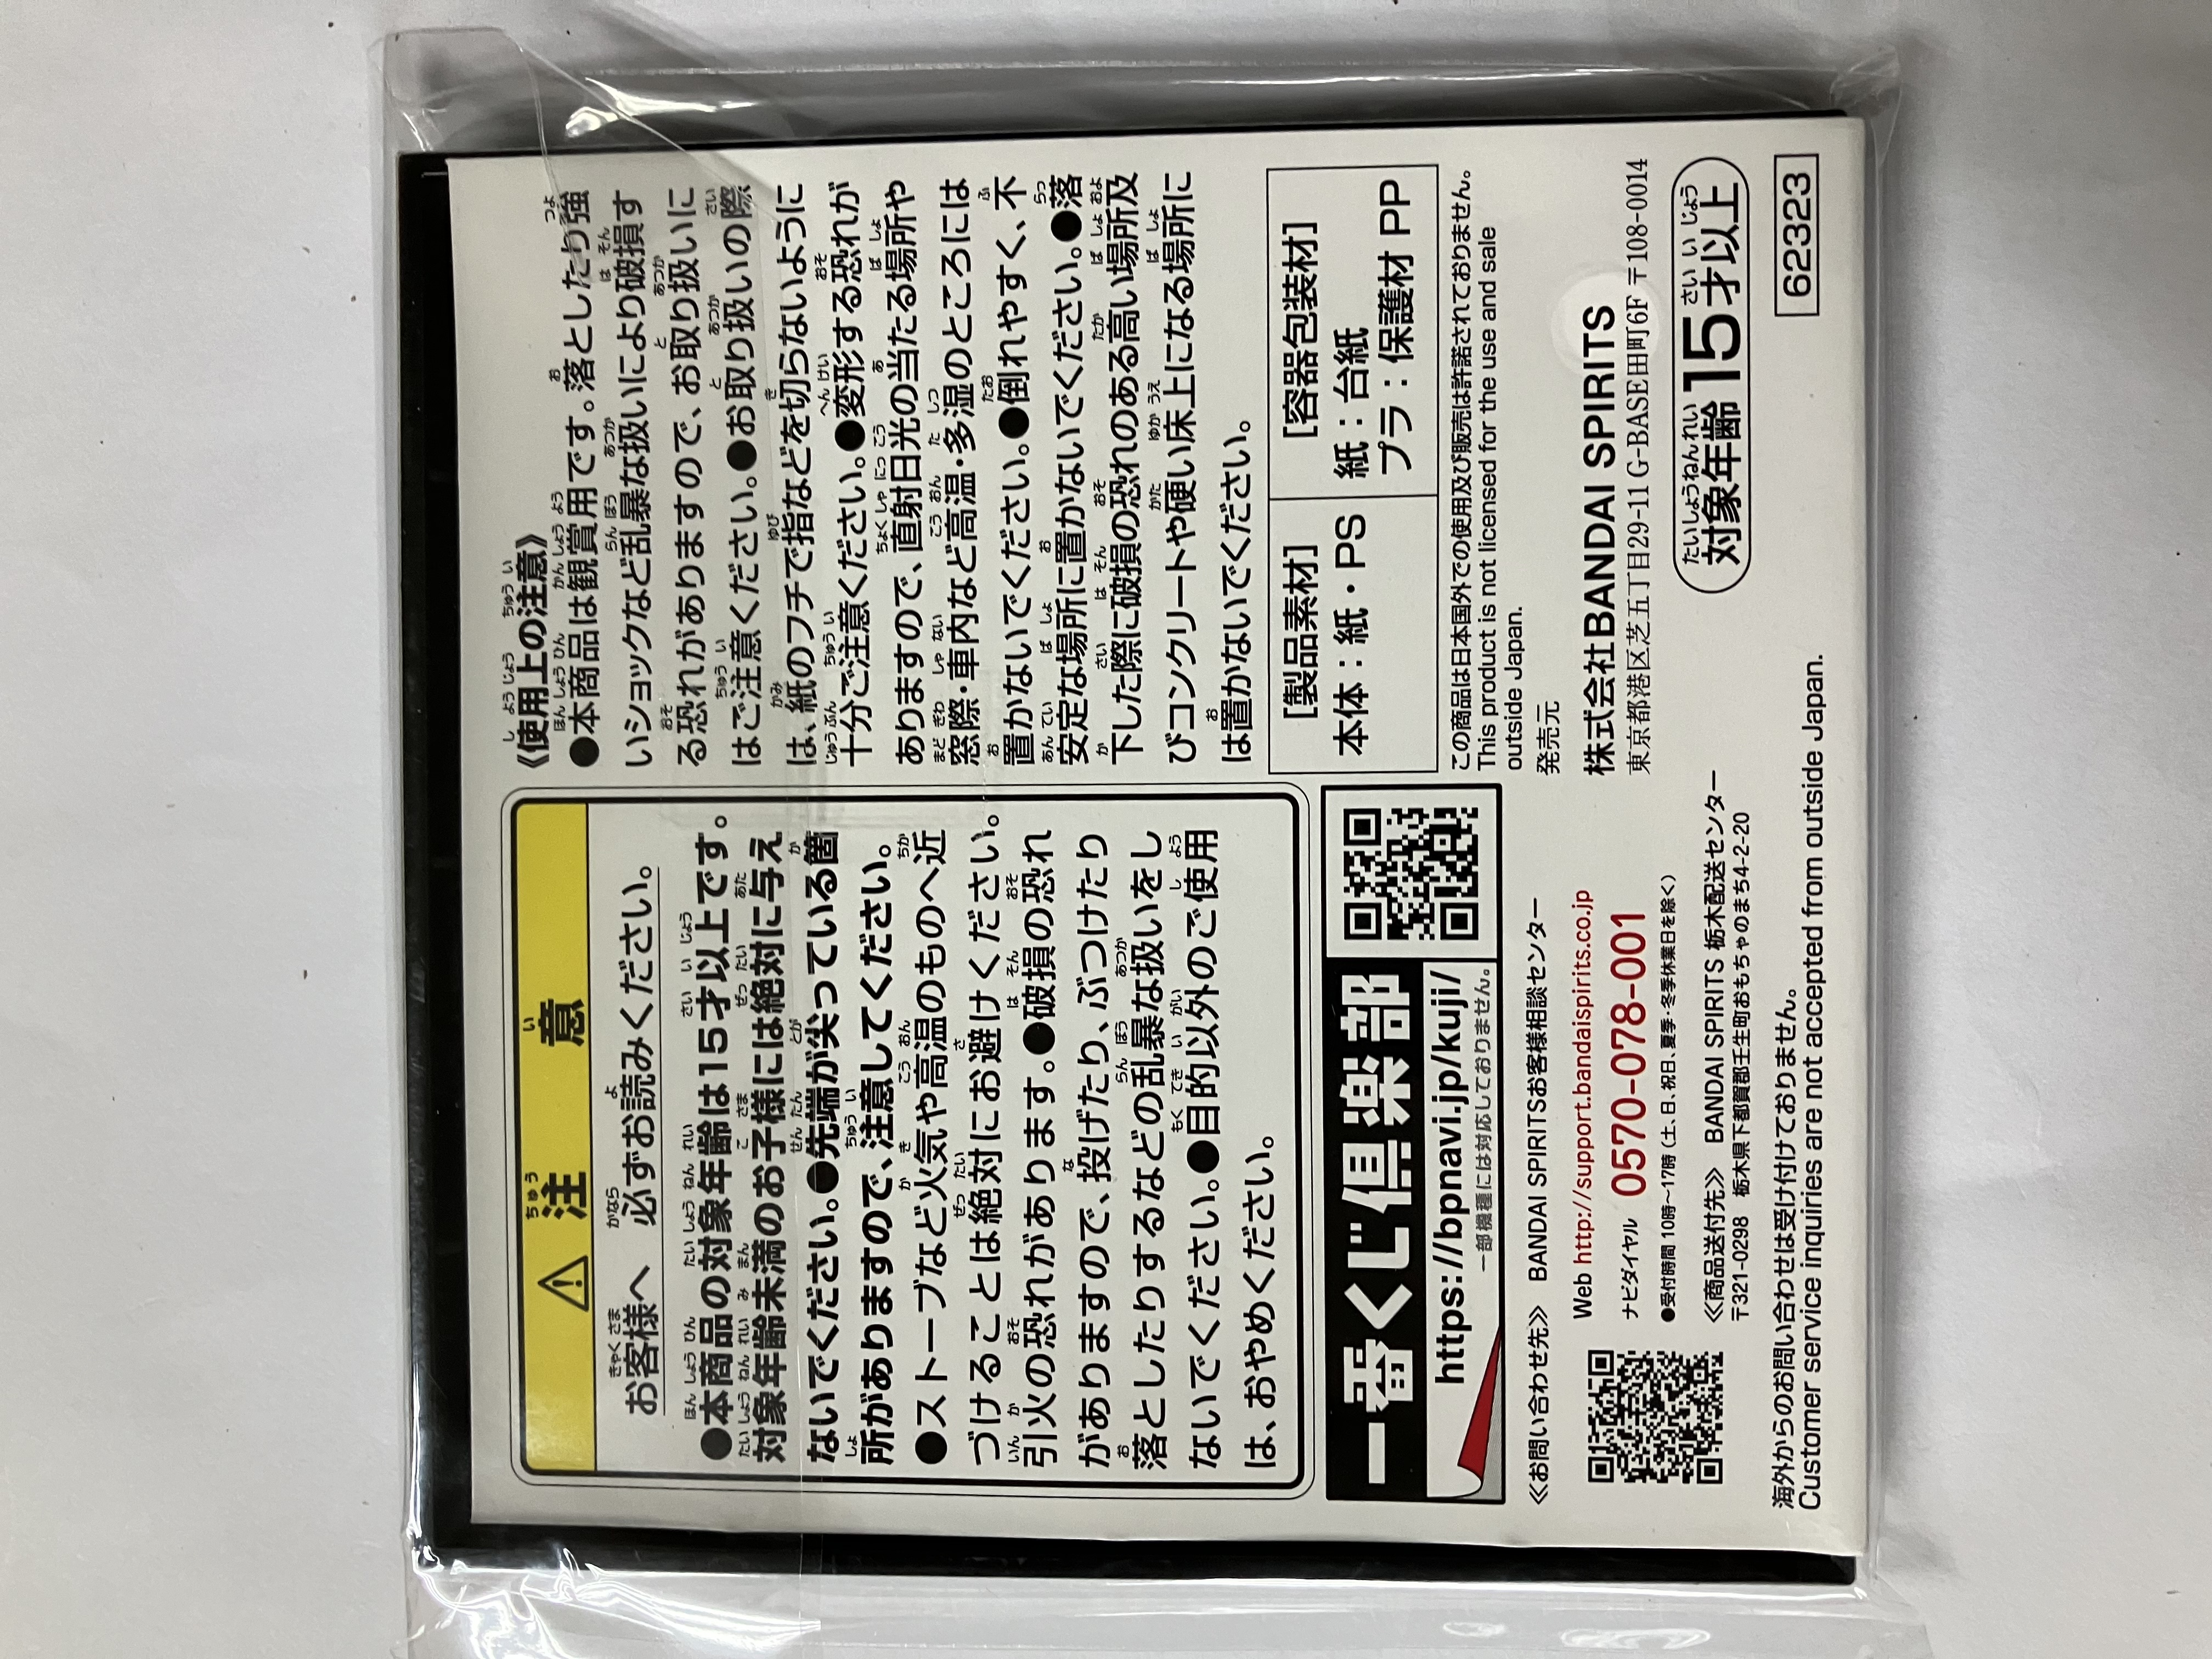 注意
お客様へ 必ずお読みください。
●本商品の対象年齢は15才以上です。
対象年齢未満のお子様には絶対に与え
ないでください。●先端が尖っている箇
所がありますので、注意してください。
●ストーブなど火気や高温のものへ近
づけることは絶対にお避けください。
引火の恐れがあります。●破損の恐れ
がありますので、投げたり、ぶつけたり
落としたりするなどの乱暴な扱いをし
ないでください。●目的以外のご使用
は、おやめください。
《使用上の注意》
●本商品は観賞用です。落としたり強
いショックなど乱暴な扱いにより破損す
る恐れがありますので、お取り扱いに
はご注意ください。●お取り扱いの際
は、紙のフチで指などを切らないように
十分ご注意ください。●変形する恐れが
ありますので、直射日光の当たる場所や
窓際・車内など高温・多湿のところには
置かないでください。●倒れやすく、不
安定な場所に置かないでください。●落
下した際に破損の恐れのある高い場所及
びコンクリートや硬い床上になる場所に
は置かないでください。
[製品素材]
本体：紙・PS
[容器包装材]
紙：台紙
プラ：保護材 PP
一番くじ倶楽部
https://bpnavi.jp/kuji/
一部機種には対応しておりません。
この商品は日本国外での使用及び販売は許諾されておりません。
This product is not licensed for the use and sale
outside Japan.
発売元
株式会社BANDAI SPIRITS
東京都港区芝五丁目29-11 G-BASE田町6F 〒108-0014
対象年齢15才以上
62323
≪お問い合わせ先≫ BANDAI SPIRITSお客様相談センター
Web http://support.bandaispirits.co.jp
ナビダイヤル 0570-078-001
●受付時間 10時～17時（土、日、祝日、夏季・冬季休業日を除く）
≪商品送付先≫ BANDAI SPIRITS 栃木配送センター
〒321-0298 栃木県下都賀郡壬生町おもちゃのまち4-2-20
海外からのお問い合わせは受け付けておりません。
Customer service inquiries are not accepted from outside Japan.